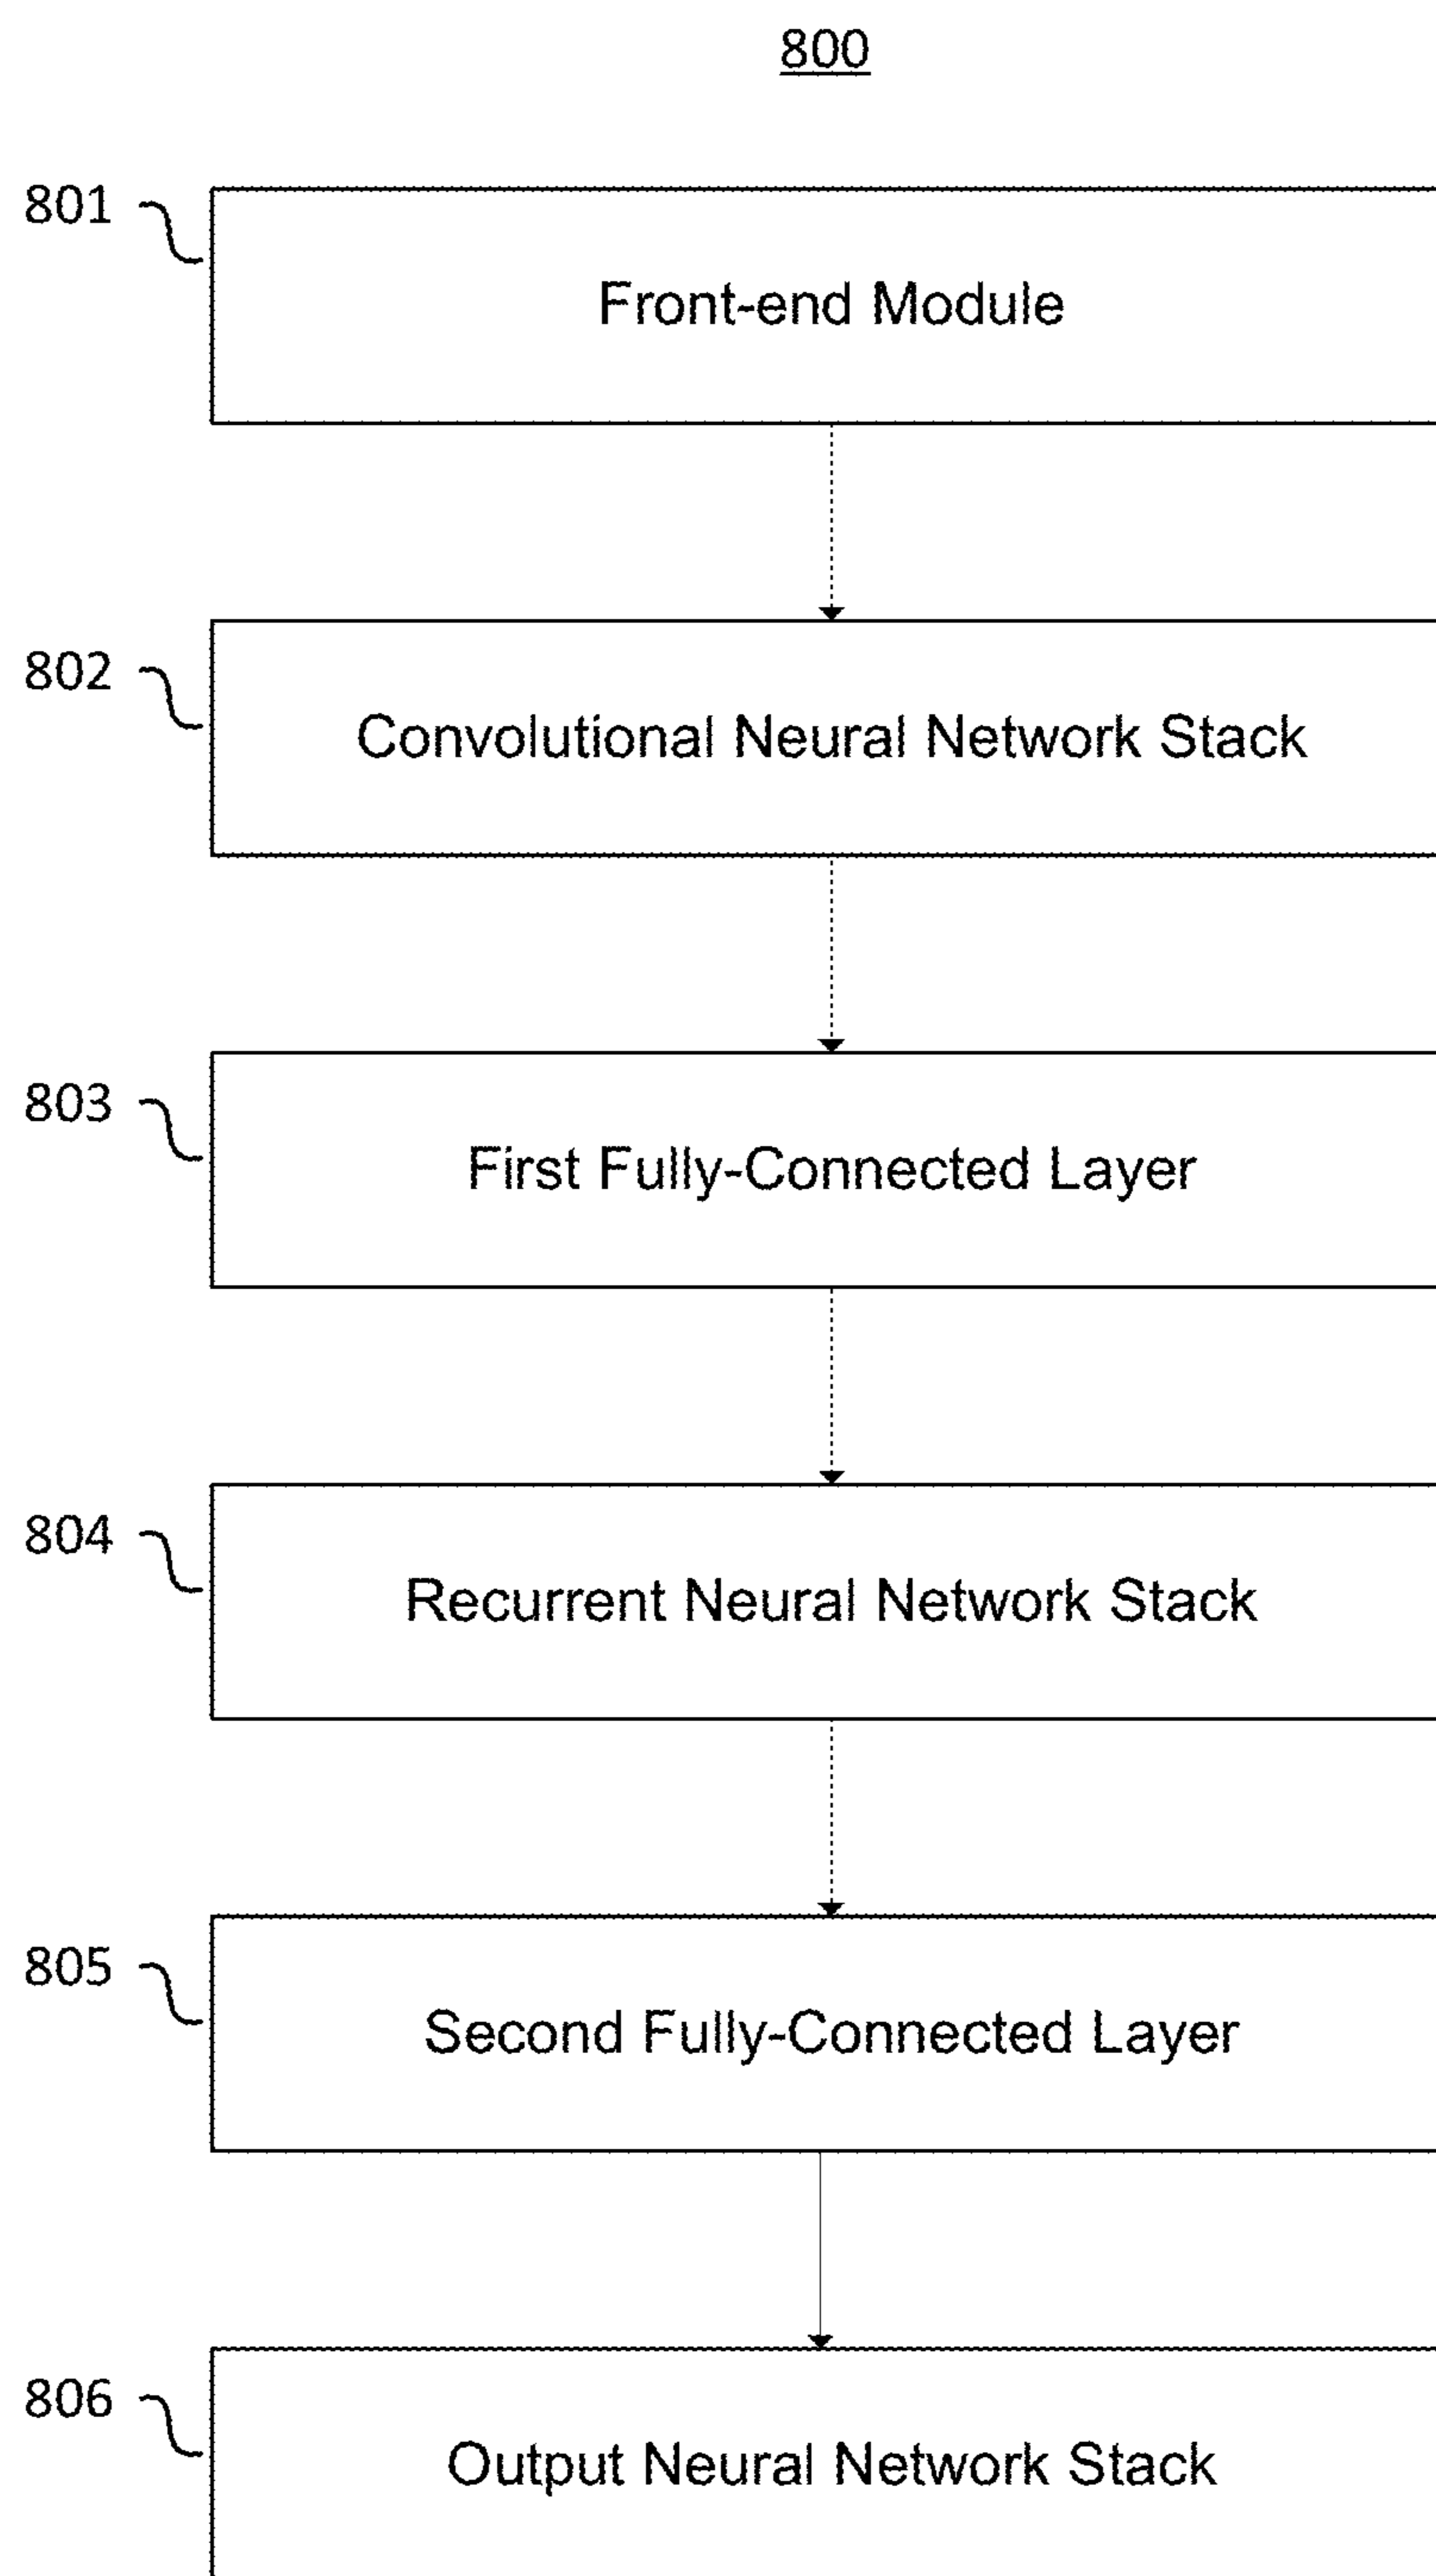 800
801
Front-end Module
802
Convolutional Neural Network Stack
803
First Fully-Connected Layer
804
Recurrent Neural Network Stack
805
Second Fully-Connected Layer
806
Output Neural Network Stack